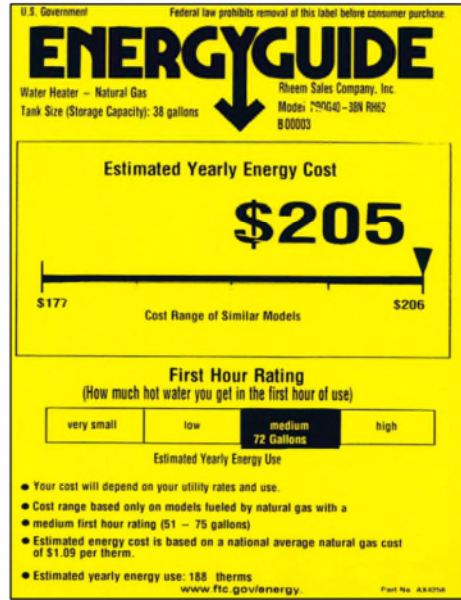 U.S. Government Federal law prohibits removal of this label before consumer purchase.
ENERGYGUIDE
Water Heater – Natural Gas
Tank Size (Storage Capacity): 38 gallons
Rheem Sales Company, Inc.
Model 40–38N RH62
B00003
Estimated Yearly Energy Cost
$205
$177 $206
Cost Range of Similar Models
First Hour Rating
(How much hot water you get in the first hour of use)
very small low medium high
72 Gallons
Estimated Yearly Energy Use
• Your cost will depend on your utility rates and use.
• Cost range based only on models fueled by natural gas with a
• medium first hour rating (51 – 75 gallons)
• Estimated energy cost is based on a national average natural gas cost
of $1.09 per therm.
• Estimated yearly energy use: 188 therms
www.ftc.gov/energy. Part No.